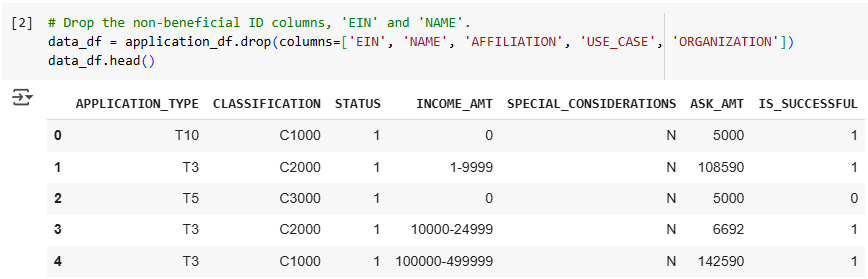 [2] # Drop the non-beneficial ID columns, 'EIN' and 'NAME'.
data_df = application_df.drop(columns=['EIN', 'NAME', 'AFFILIATION', 'USE_CASE', 'ORGANIZATION'])
data_df.head()
APPLICATION_TYPE CLASSIFICATION STATUS INCOME_AMT SPECIAL_CONSIDERATIONS ASK_AMT IS_SUCCESSFUL
0 T10 C1000 1 0 N 5000 1
1 T3 C2000 1 1-9999 N 108590 1
2 T5 C3000 1 0 N 5000 0
3 T3 C2000 1 10000-24999 N 6692 1
4 T3 C1000 1 100000-499999 N 142590 1